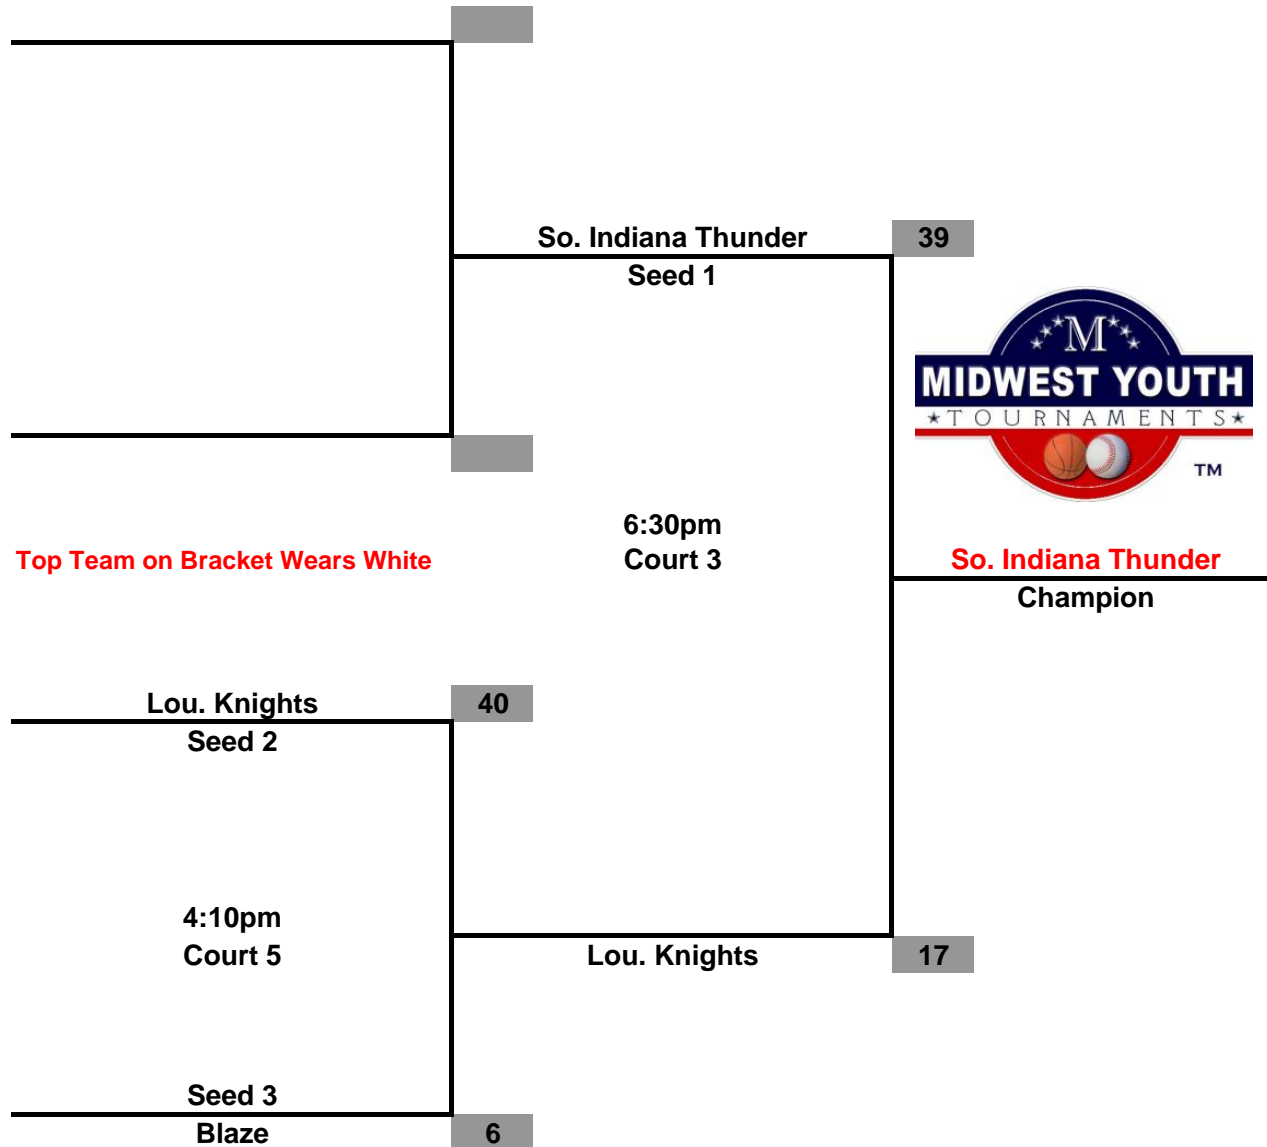 So. Indiana Thunder 39
Seed 1
M
MIDWEST YOUTH
TOURNAMENTS
TM
6:30pm
Court 3
Top Team on Bracket Wears White
So. Indiana Thunder
Champion
Lou. Knights 40
Seed 2
4:10pm
Court 5
Lou. Knights 17
Seed 3
Blaze 6